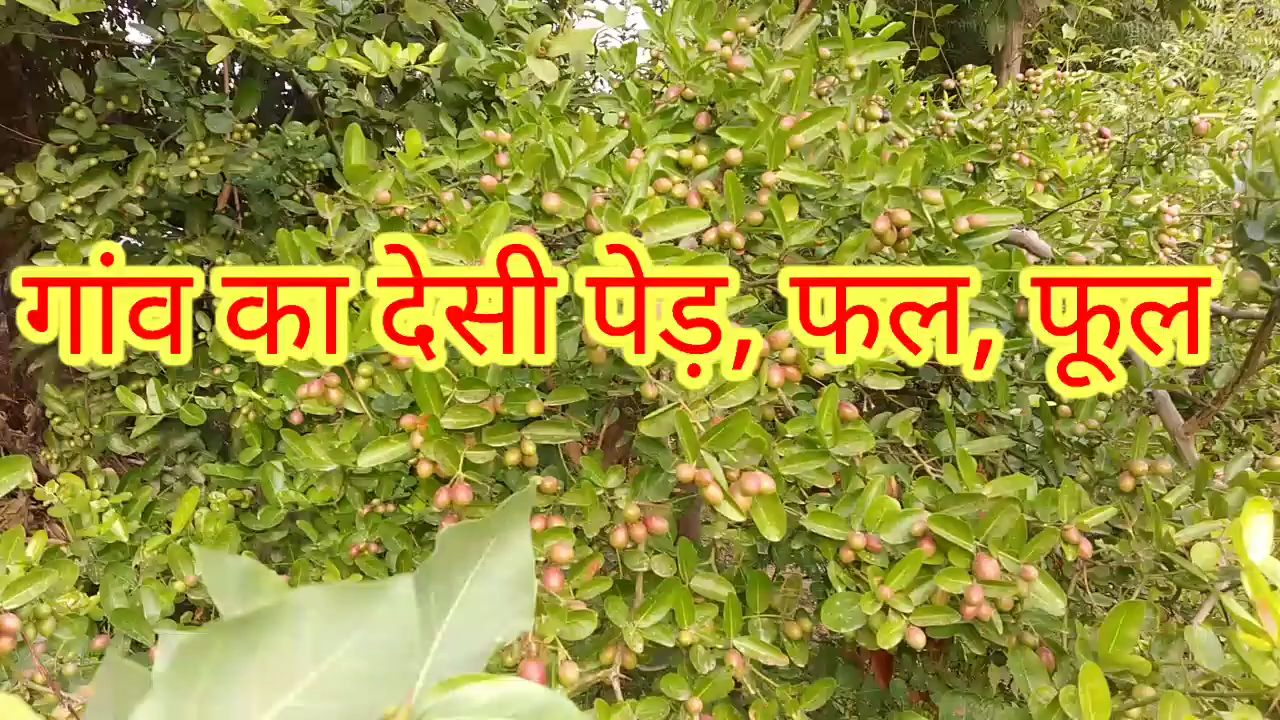 गांव का देसी पेड़, फल, फूल